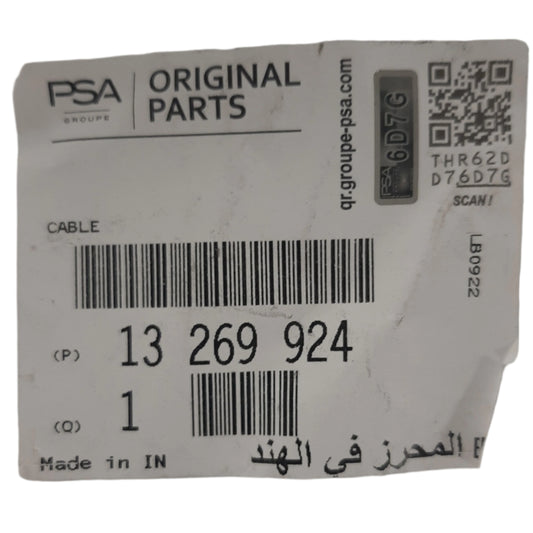 PSA
GROUPE
ORIGINAL
PARTS
qr.groupe-psa.com
PSA 6D7G
THR62D
D76D7G
SCAN!
CABLE
LB0922
(P) 13 269 924
(Q) 1
Made in IN
المحرز في الهند